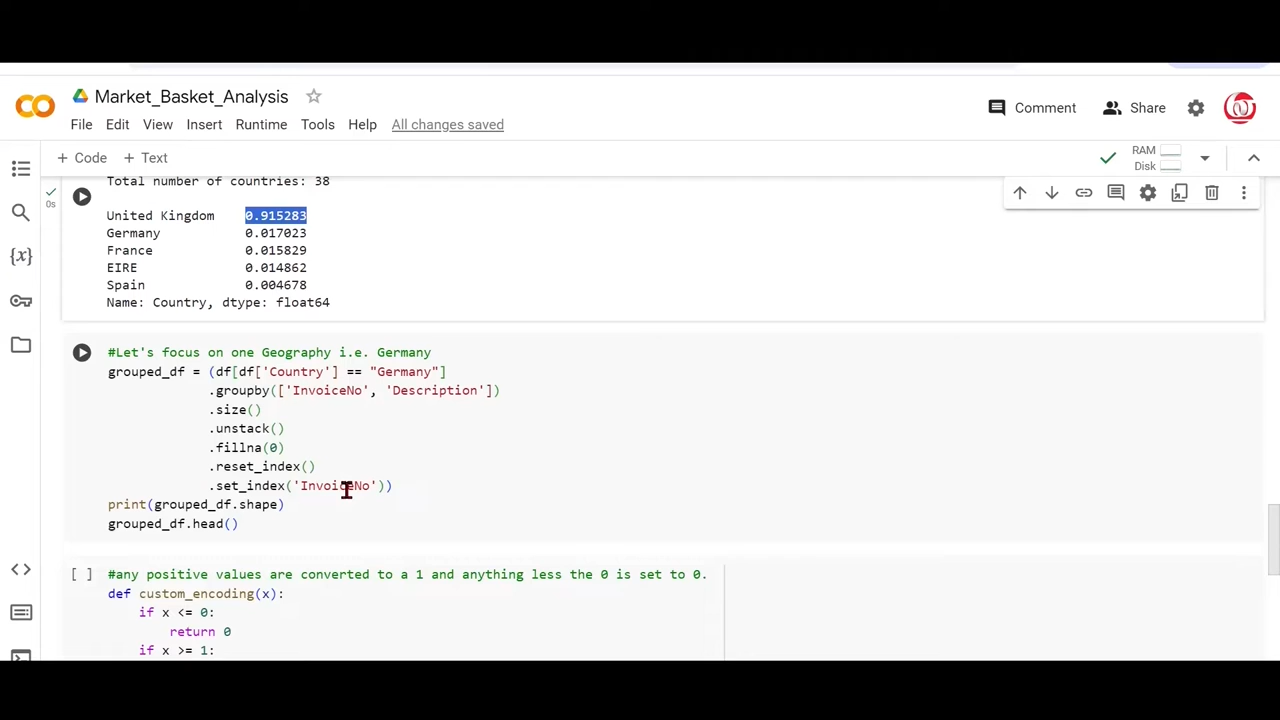 Market_Basket_Analysis
Comment
Share
File Edit View Insert Runtime Tools Help All changes saved
+ Code + Text
RAM
Disk
Total number of countries: 38
0s
United Kingdom 0.915283
Germany 0.017023
France 0.015829
EIRE 0.014862
Spain 0.004678
Name: Country, dtype: float64
#Let's focus on one Geography i.e. Germany
grouped_df = (df[df['Country'] == "Germany"]
.groupby(['InvoiceNo', 'Description'])
.size()
.unstack()
.fillna(0)
.reset_index()
.set_index('InvoiceNo'))
print(grouped_df.shape)
grouped_df.head()
[ ] #any positive values are converted to a 1 and anything less the 0 is set to 0.
def custom_encoding(x):
if x <= 0:
return 0
if x >= 1: